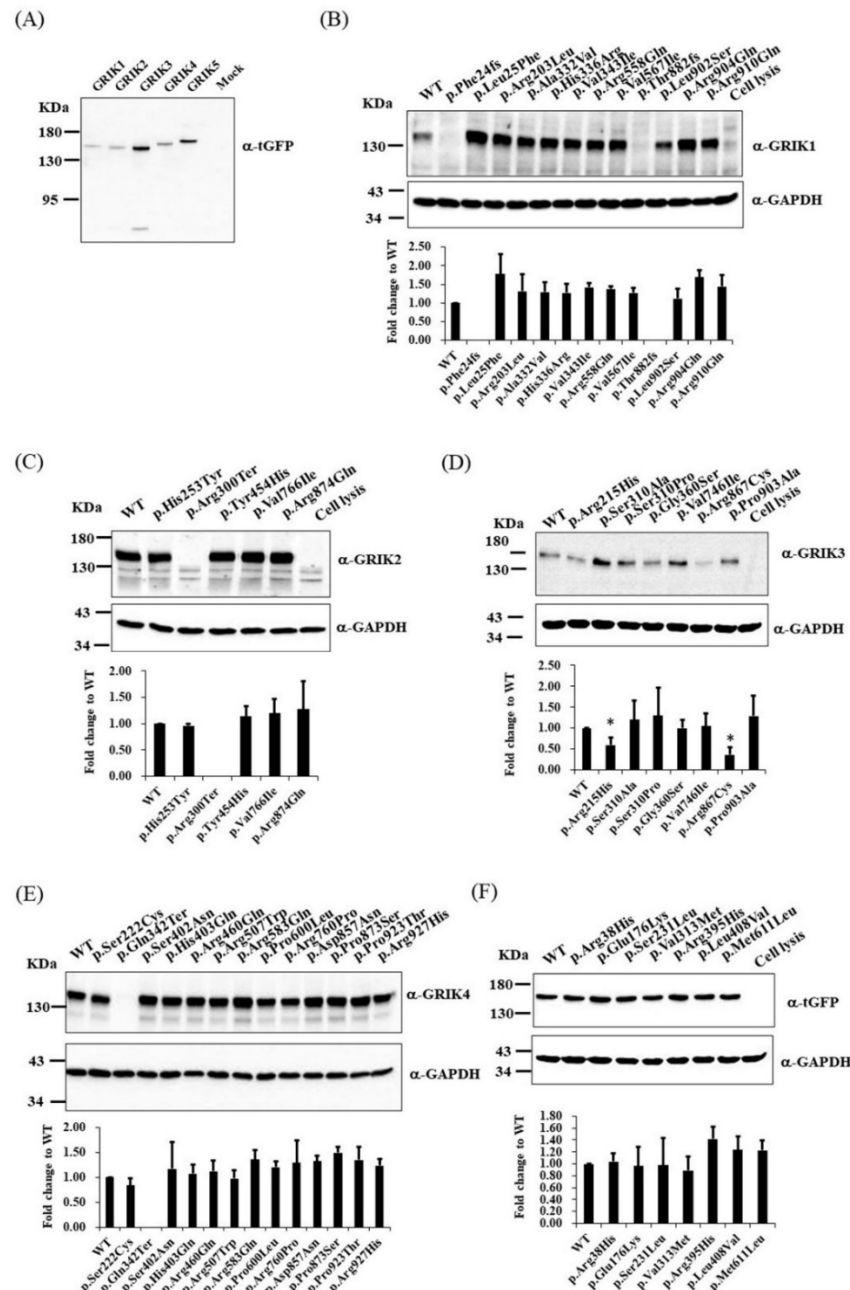 (A)
GRIK1 GRIK2 GRIK3 GRIK4 GRIK5 Mock
KDa
180
130
95
α-tGFP
(B)
WT p.Phe24fs p.Leu25Phe p.Arg203Leu p.Ala332Val p.His336Arg p.Val343Ile p.Arg558Gln p.Val567Ile p.Thr882fs p.Leu902Ser p.Arg904Gln p.Arg910Gln Cell lysis
KDa
130
α-GRIK1
43
34
α-GAPDH
Fold change to WT
2.50
2.00
1.50
1.00
0.50
0.00
WT p.Phe24fs p.Leu25Phe p.Arg203Leu p.Ala332Val p.His336Arg p.Val343Ile p.Arg558Gln p.Val567Ile p.Thr882fs p.Leu902Ser p.Arg904Gln p.Arg910Gln
(C)
WT p.His253Tyr p.Arg300Ter p.Tyr454His p.Val766Ile p.Arg874Gln Cell lysis
KDa
180
130
α-GRIK2
43
34
α-GAPDH
Fold change to WT
2.00
1.50
1.00
0.50
0.00
WT p.His253Tyr p.Arg300Ter p.Tyr454His p.Val766Ile p.Arg874Gln
(D)
WT p.Arg215His p.Ser310Ala p.Ser310Pro p.Gly360Ser p.Val746Ile p.Arg867Cys p.Pro903Ala Cell lysis
KDa
180
130
α-GRIK3
43
34
α-GAPDH
Fold change to WT
2.50
2.00
1.50
1.00
0.50
0.00
* *
WT p.Arg215His p.Ser310Ala p.Ser310Pro p.Gly360Ser p.Val746Ile p.Arg867Cys p.Pro903Ala
(E)
WT p.Ser222Cys p.Gln342Ter p.Ser402Asn p.His403Gln p.Arg460Gln p.Arg507Trp p.Arg583Gln p.Pro600Leu p.Arg760Pro p.Asp857Asn p.Pro873Ser p.Pro923Thr p.Arg927His
KDa
130
α-GRIK4
43
34
α-GAPDH
Fold change to WT
2.00
1.50
1.00
0.50
0.00
WT p.Ser222Cys p.Gln342Ter p.Ser402Asn p.His403Gln p.Arg460Gln p.Arg507Trp p.Arg583Gln p.Pro600Leu p.Arg760Pro p.Asp857Asn p.Pro873Ser p.Pro923Thr p.Arg927His
(F)
WT p.Arg38His p.Glu176Lys p.Ser231Leu p.Val313Met p.Arg395His p.Leu408Val p.Met611Leu Cell lysis
KDa
180
130
α-tGFP
43
34
α-GAPDH
Fold change to WT
1.80
1.60
1.40
1.20
1.00
0.80
0.60
0.40
0.20
0.00
WT p.Arg38His p.Glu176Lys p.Ser231Leu p.Val313Met p.Arg395His p.Leu408Val p.Met611Leu